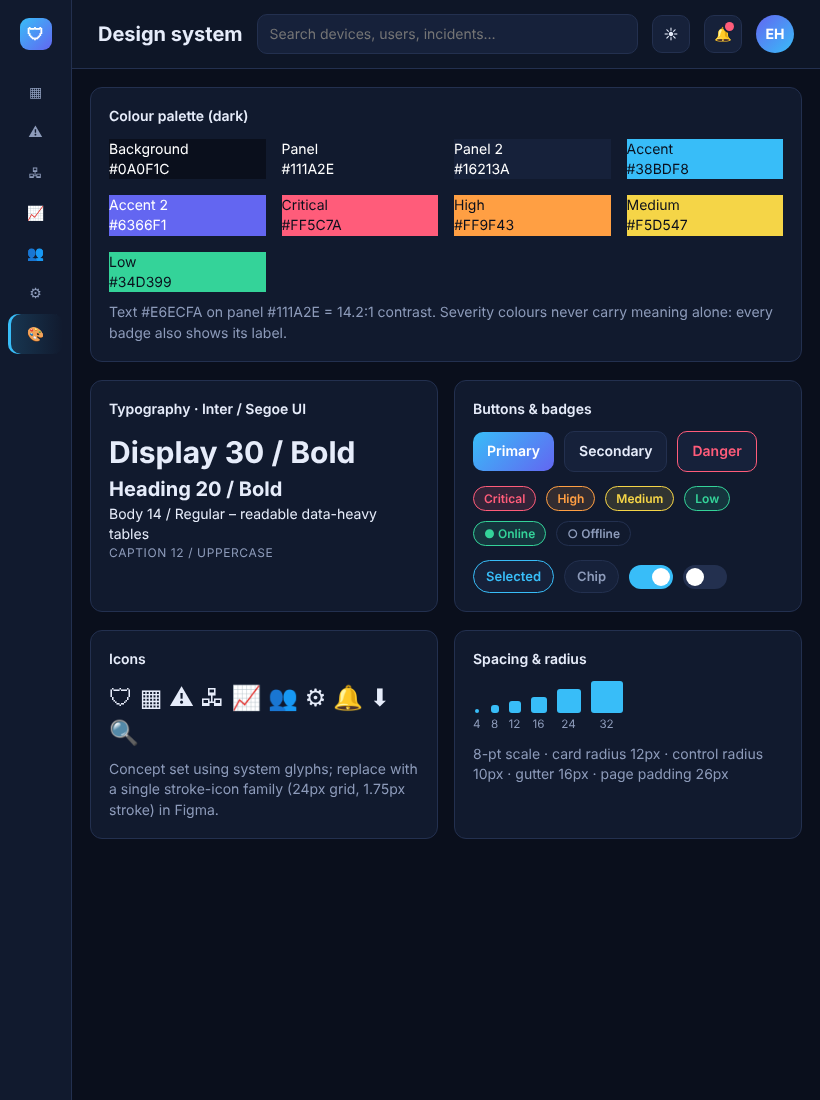 Design system
Search devices, users, incidents...
EH
Colour palette (dark)
Background
#0A0F1C
Panel
#111A2E
Panel 2
#16213A
Accent
#38BDF8
Accent 2
#6366F1
Critical
#FF5C7A
High
#FF9F43
Medium
#F5D547
Low
#34D399
Text #E6ECFA on panel #111A2E = 14.2:1 contrast. Severity colours never carry meaning alone: every
badge also shows its label.
Typography · Inter / Segoe UI
Display 30 / Bold
Heading 20 / Bold
Body 14 / Regular – readable data-heavy
tables
CAPTION 12 / UPPERCASE
Buttons & badges
Primary
Secondary
Danger
Critical
High
Medium
Low
Online
Offline
Selected
Chip
Icons
Concept set using system glyphs; replace with
a single stroke-icon family (24px grid, 1.75px
stroke) in Figma.
Spacing & radius
4 8 12 16 24 32
8-pt scale · card radius 12px · control radius
10px · gutter 16px · page padding 26px